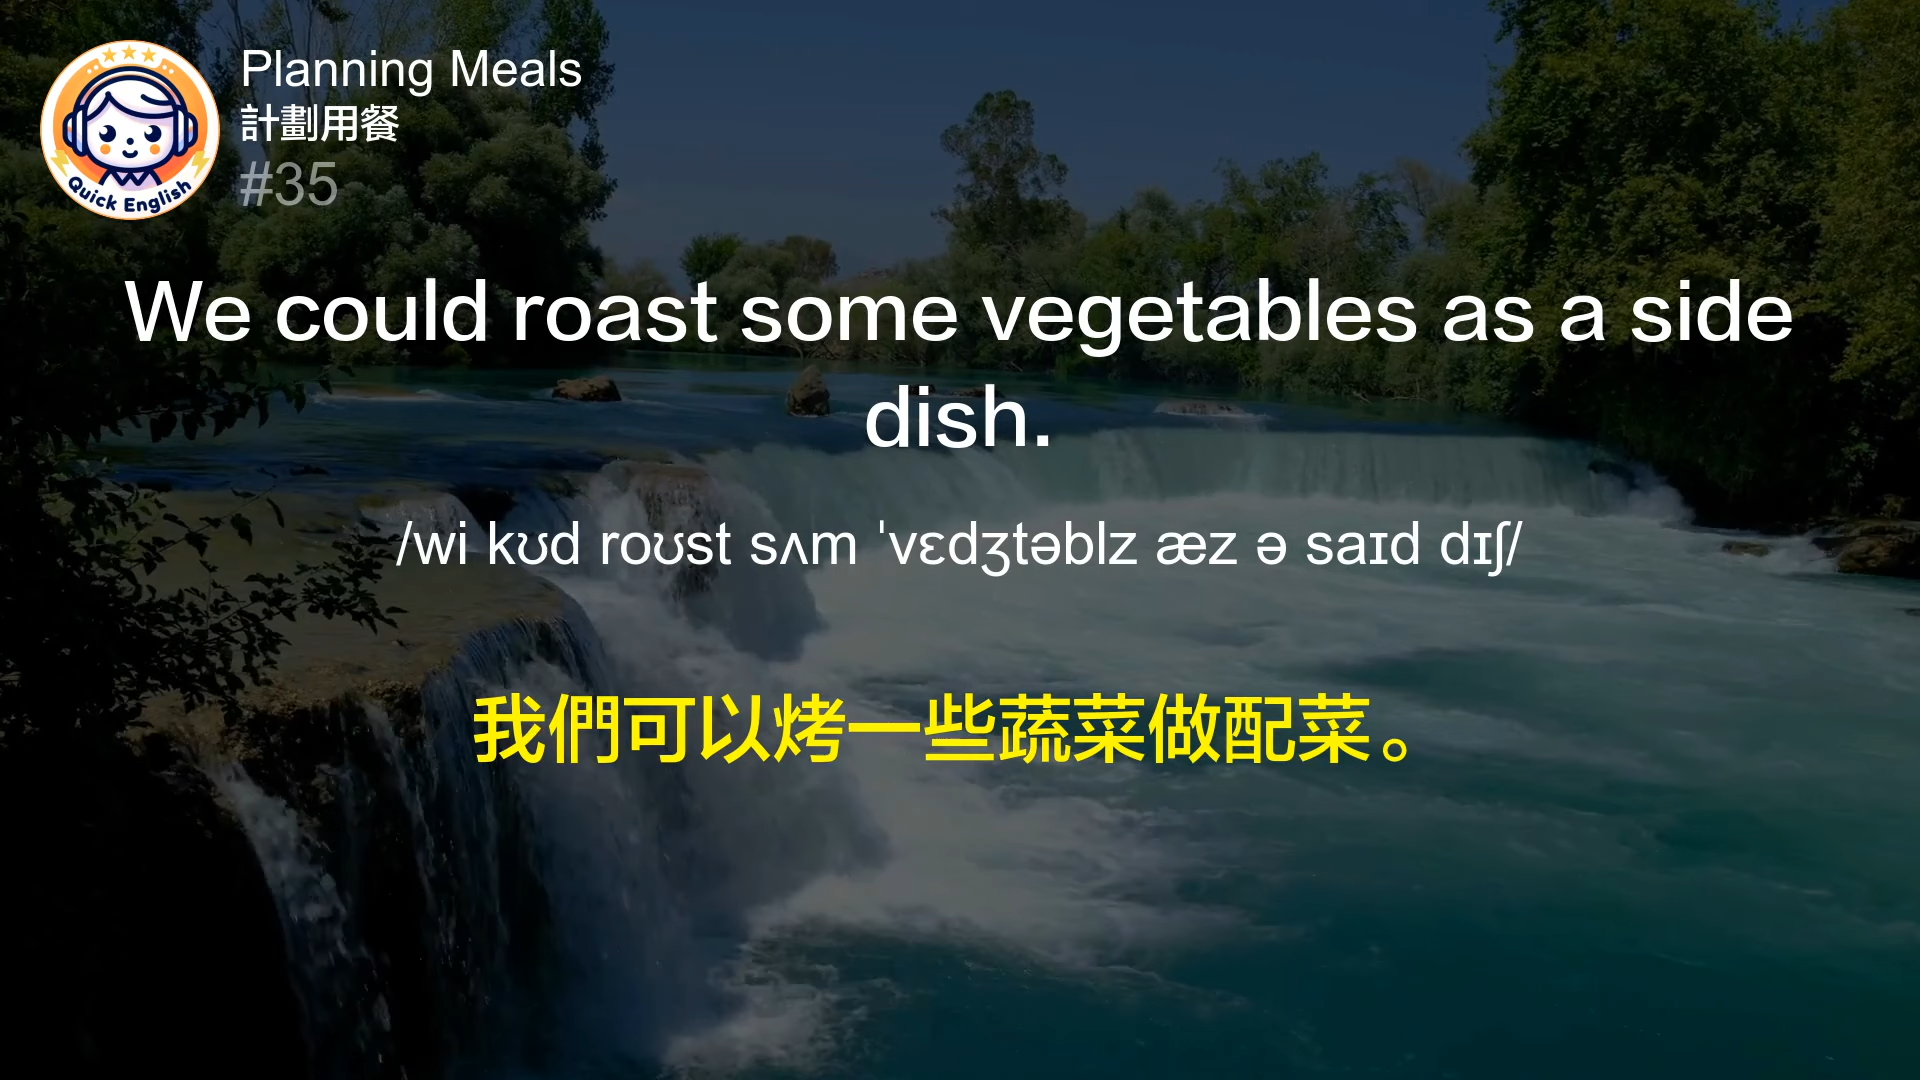 Quick English
Planning Meals
計劃用餐
#35
We could roast some vegetables as a side
dish.
/wi kʊd roʊst sʌm ˈvɛdʒtəblz æz ə saɪd dɪʃ/
我們可以烤一些蔬菜做配菜。